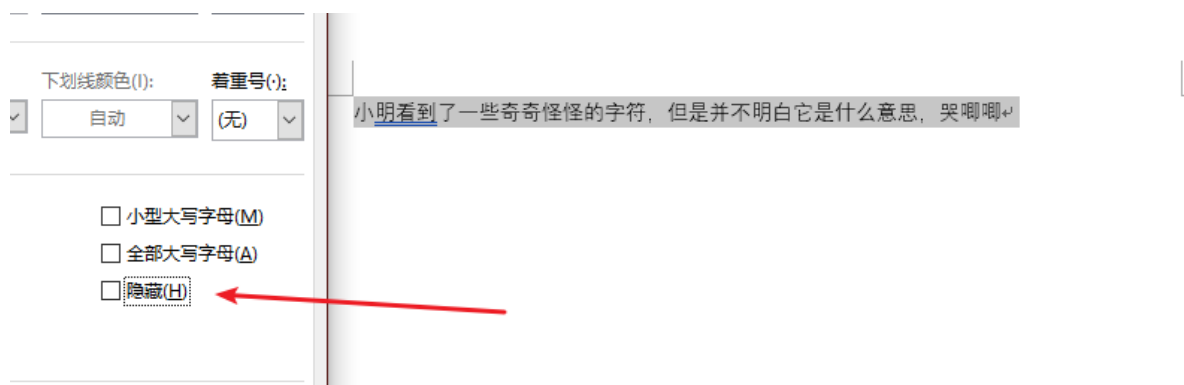 下划线颜色(I): 着重号(·):
自动 (无)
小明看到了一些奇奇怪怪的字符，但是并不明白它是什么意思，哭唧唧↵
小型大写字母(M)
全部大写字母(A)
隐藏(H)